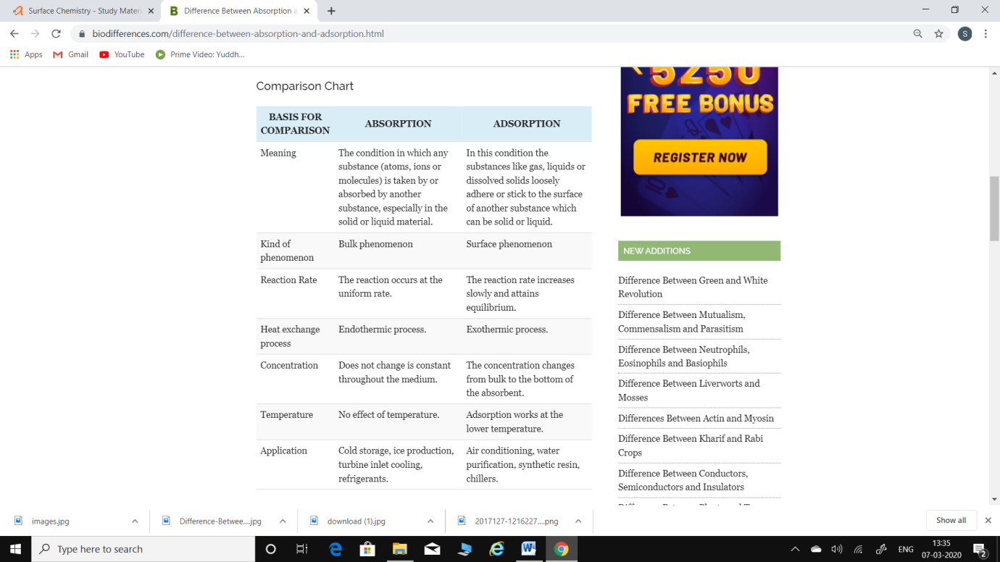 Surface Chemistry - Study Materi
Difference Between Absorption a
biodifferences.com/difference-between-absorption-and-adsorption.html
S
Apps
Gmail
YouTube
Prime Video: Yuddh...
Comparison Chart
BASIS FOR
COMPARISON
ABSORPTION
ADSORPTION
Meaning
The condition in which any
substance (atoms, ions or
molecules) is taken by or
absorbed by another
substance, especially in the
solid or liquid material.
In this condition the
substances like gas, liquids or
dissolved solids loosely
adhere or stick to the surface
of another substance which
can be solid or liquid.
Kind of
phenomenon
Bulk phenomenon
Surface phenomenon
Reaction Rate
The reaction occurs at the
uniform rate.
The reaction rate increases
slowly and attains
equilibrium.
Heat exchange
process
Endothermic process.
Exothermic process.
Concentration
Does not change is constant
throughout the medium.
The concentration changes
from bulk to the bottom of
the absorbent.
Temperature
No effect of temperature.
Adsorption works at the
lower temperature.
Application
Cold storage, ice production,
turbine inlet cooling,
refrigerants.
Air conditioning, water
purification, synthetic resin,
chillers.
5250
FREE BONUS
REGISTER NOW
NEW ADDITIONS
Difference Between Green and White
Revolution
Difference Between Mutualism,
Commensalism and Parasitism
Difference Between Neutrophils,
Eosinophils and Basiophils
Difference Between Liverworts and
Mosses
Differences Between Actin and Myosin
Difference Between Kharif and Rabi
Crops
Difference Between Conductors,
Semiconductors and Insulators
images.jpg
Difference-Betwee....jpg
download (1).jpg
2017127-1216227....png
Show all
Type here to search
ENG
13:35
07-03-2020
2